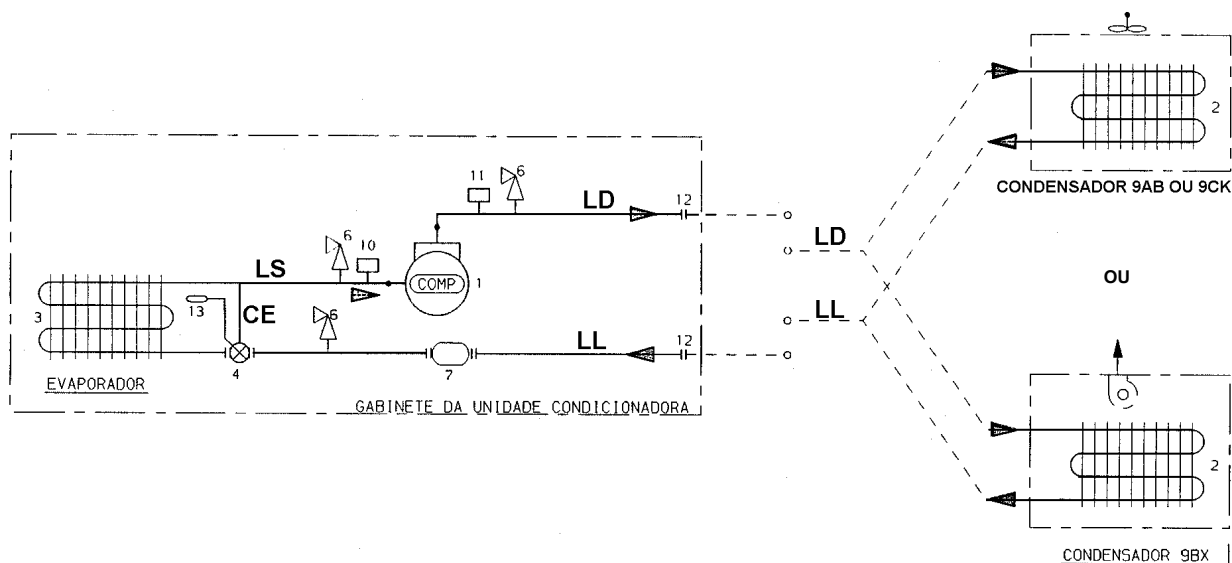 2
CONDENSADOR 9AB OU 9CK
11
6
LD
12
6
10
LS
COMP
1
LD
OU
3
13
CE
6
LL
12
LL
4
7
EVAPORADOR
GABINETE DA UNIDADE CONDICIONADORA
2
CONDENSADOR 9BX